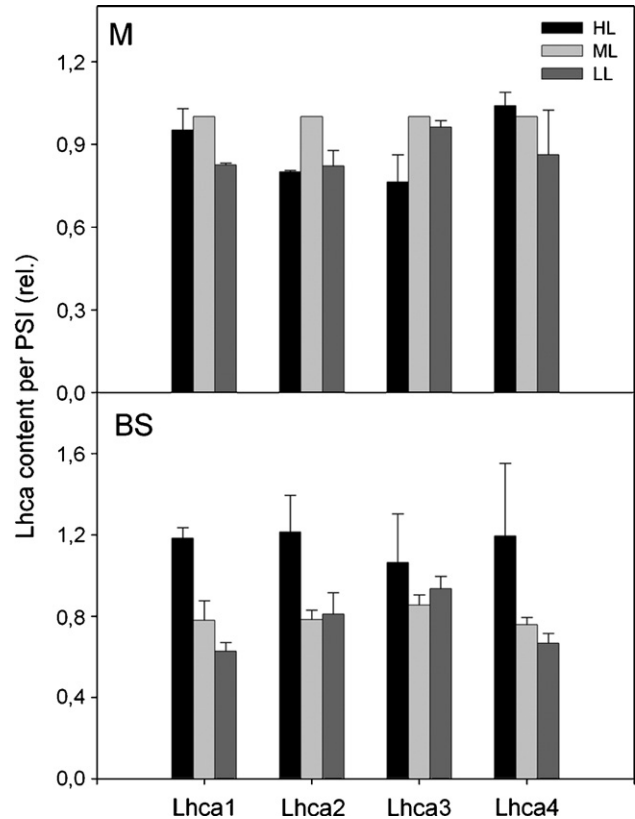 M
HL
ML
LL
1,2
0,9
0,6
0,3
0,0
Lhca content per PSI (rel.)
BS
1,6
1,2
0,8
0,4
0,0
Lhca1 Lhca2 Lhca3 Lhca4